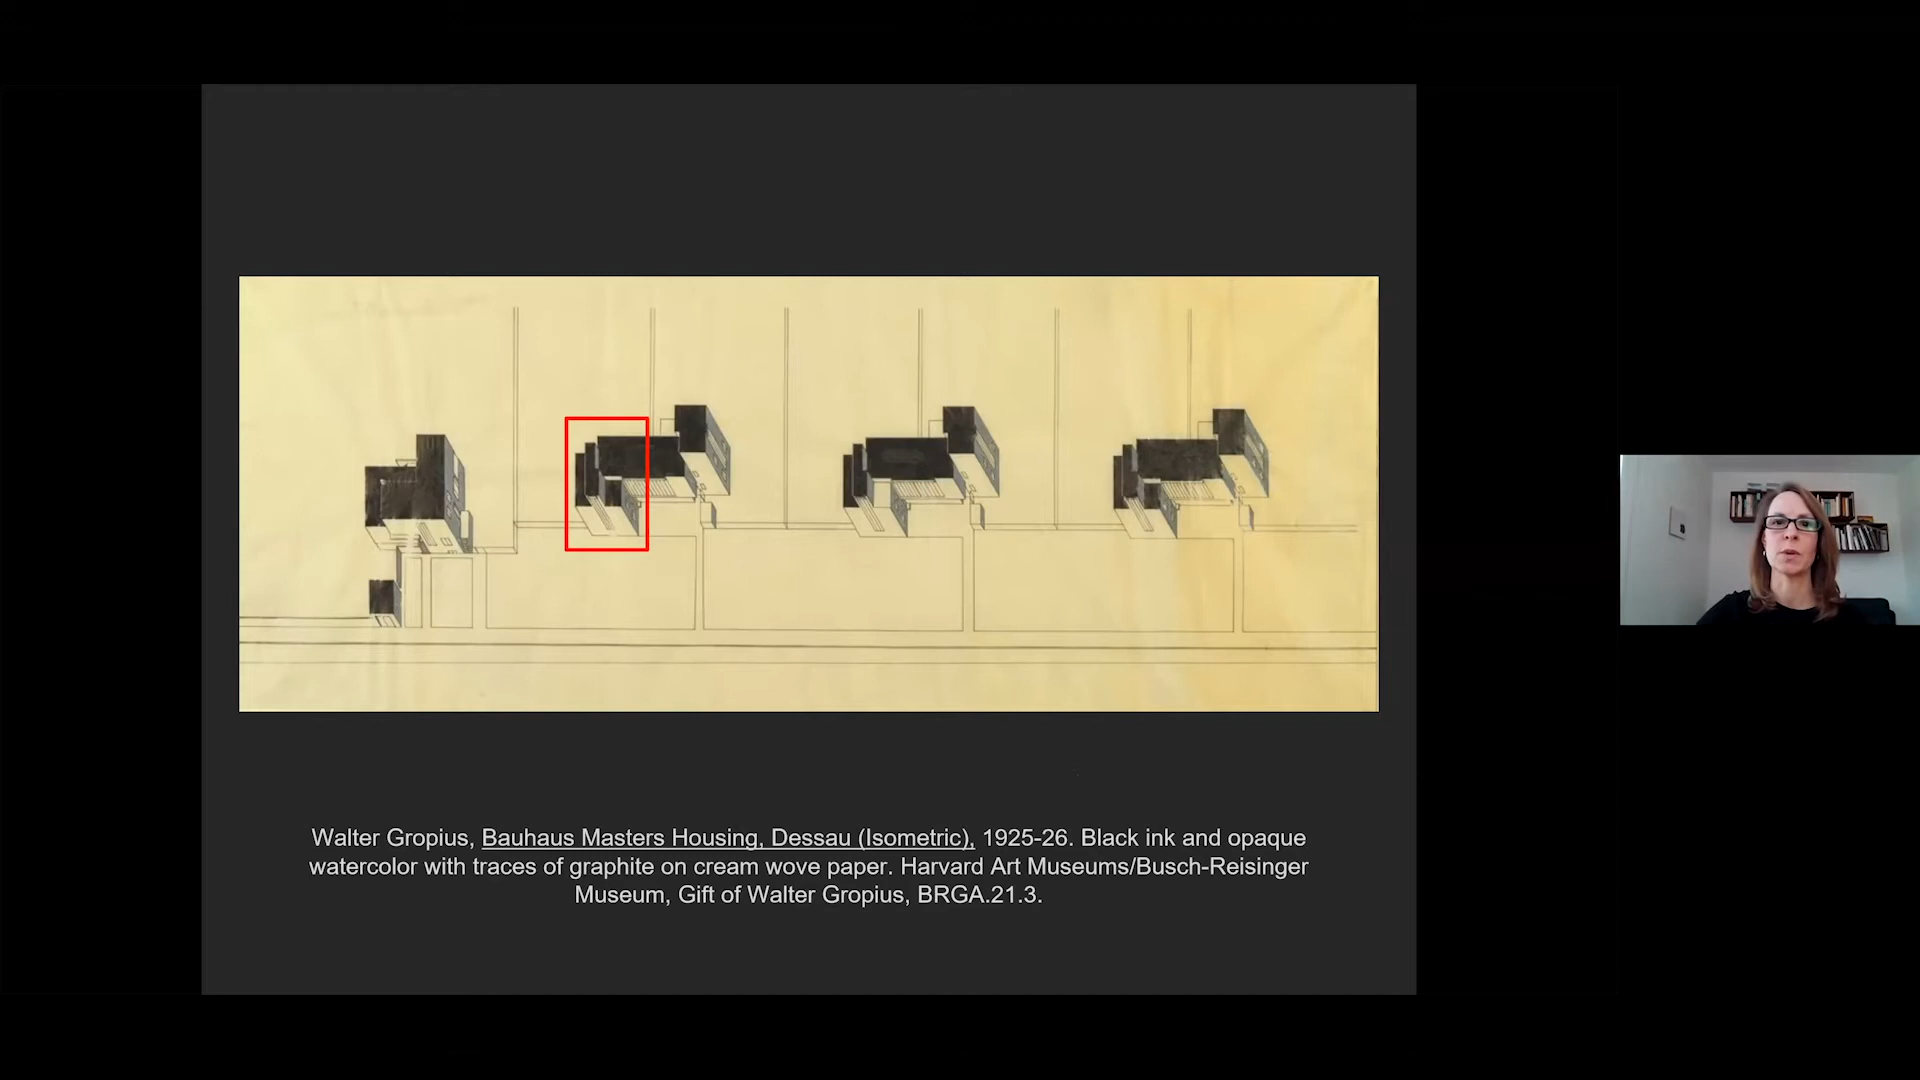 Walter Gropius, Bauhaus Masters Housing, Dessau (Isometric), 1925-26. Black ink and opaque
watercolor with traces of graphite on cream wove paper. Harvard Art Museums/Busch-Reisinger
Museum, Gift of Walter Gropius, BRGA.21.3.